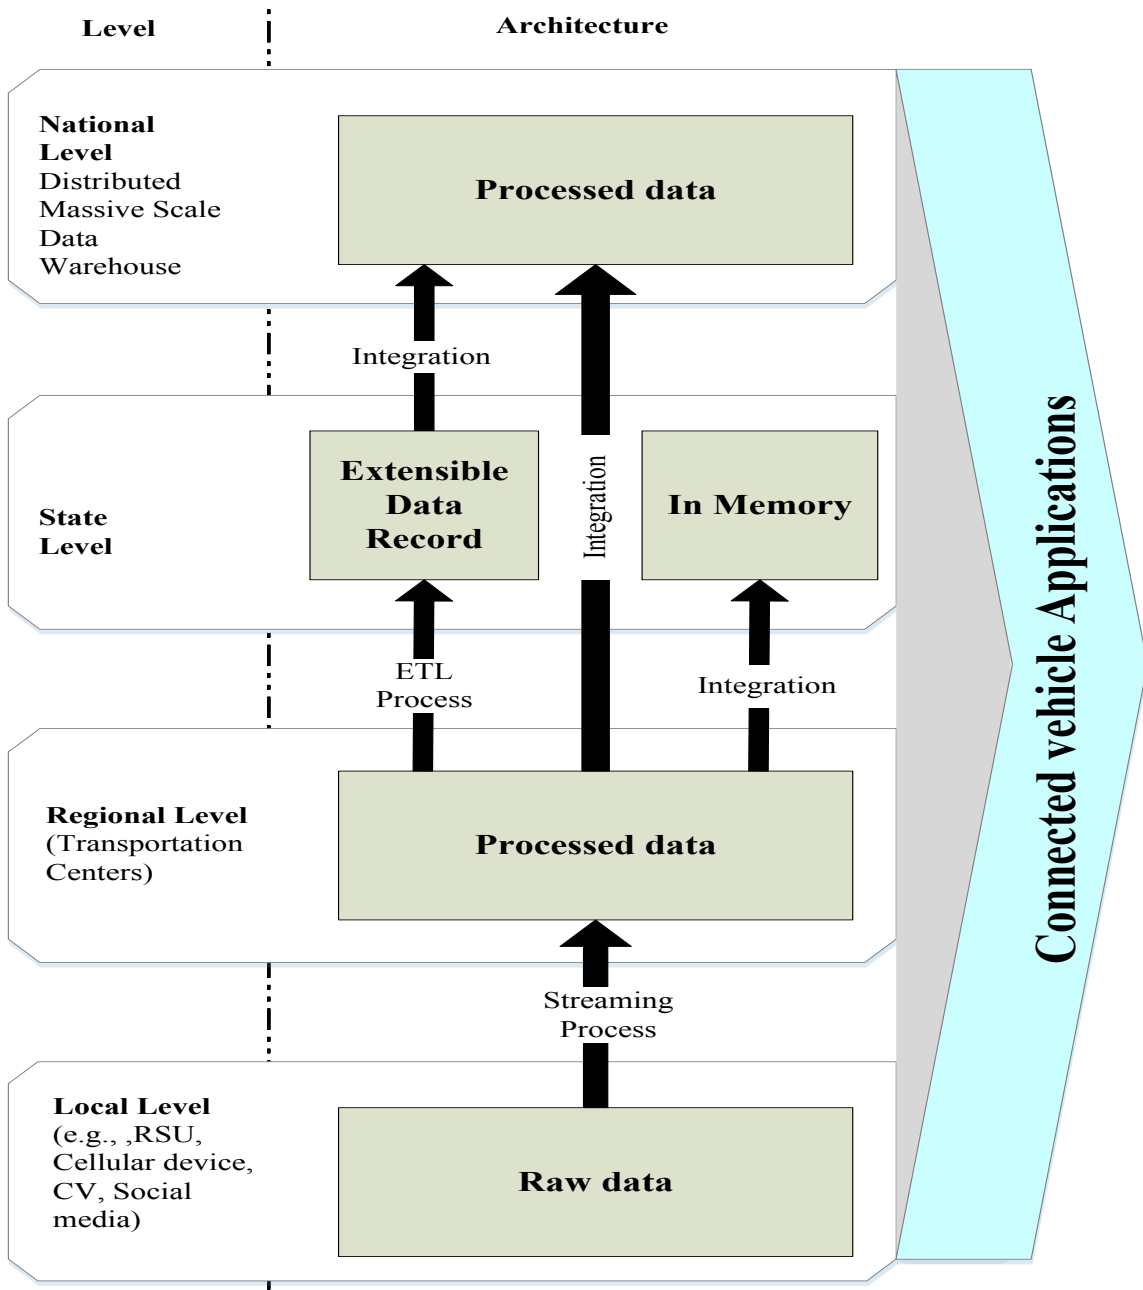 Level
Architecture
National
Level
Distributed
Massive Scale
Data
Warehouse
Processed data
Integration
State
Level
Extensible
Data
Record
Integration
In Memory
ETL
Process
Integration
Regional Level
(Transportation
Centers)
Processed data
Streaming
Process
Local Level
(e.g., ,RSU,
Cellular device,
CV, Social
media)
Raw data
Connected vehicle Applications